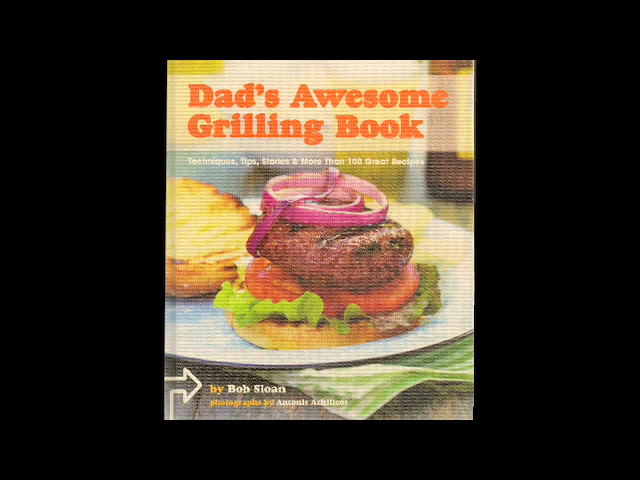 Dad's Awesome
Grilling Book
Techniques, Tips, Stories & More Than 100 Great Recipes
by Bob Sloan
photographs by Antonis Achilleos